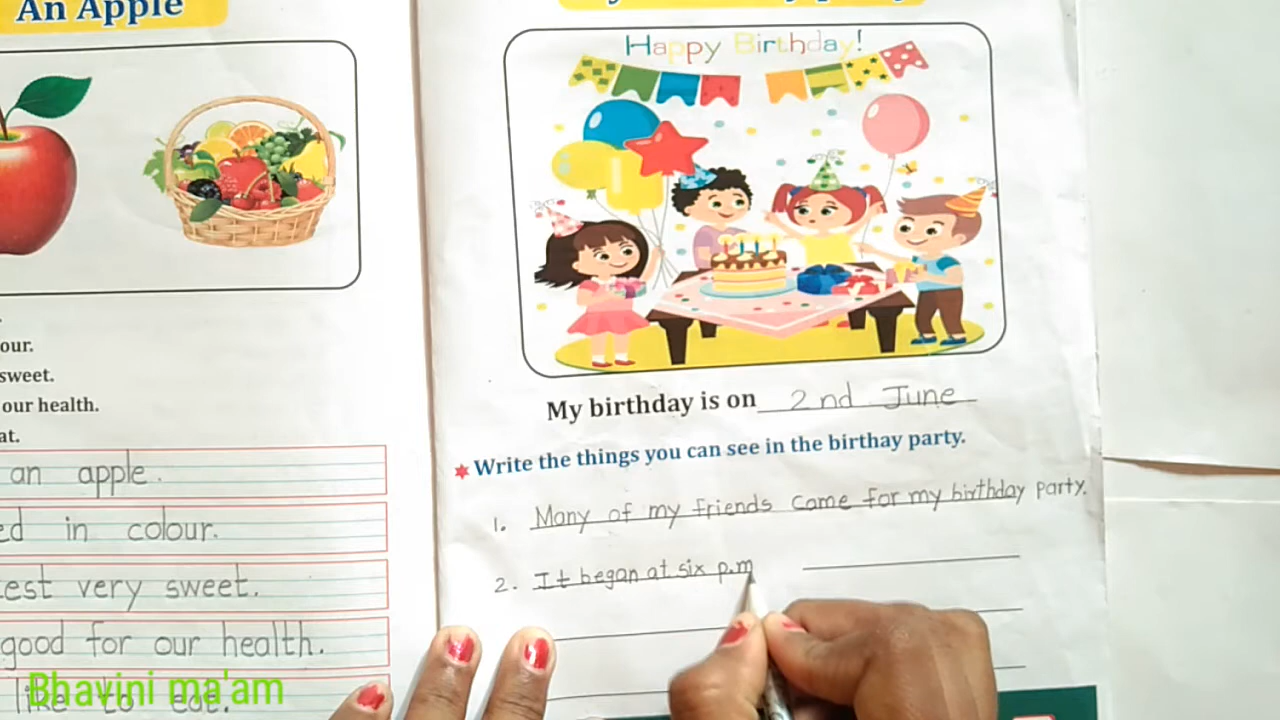 An Apple
Happy Birthday!
our.
sweet.
our health.
at.
an apple.
in colour.
very sweet.
good for our health.
like to eat.
Bhavini ma'am
My birthday is on 2nd June
Write the things you can see in the birthay party.
1. Many of my friends came for my birthday party.
2. It began at six p.m